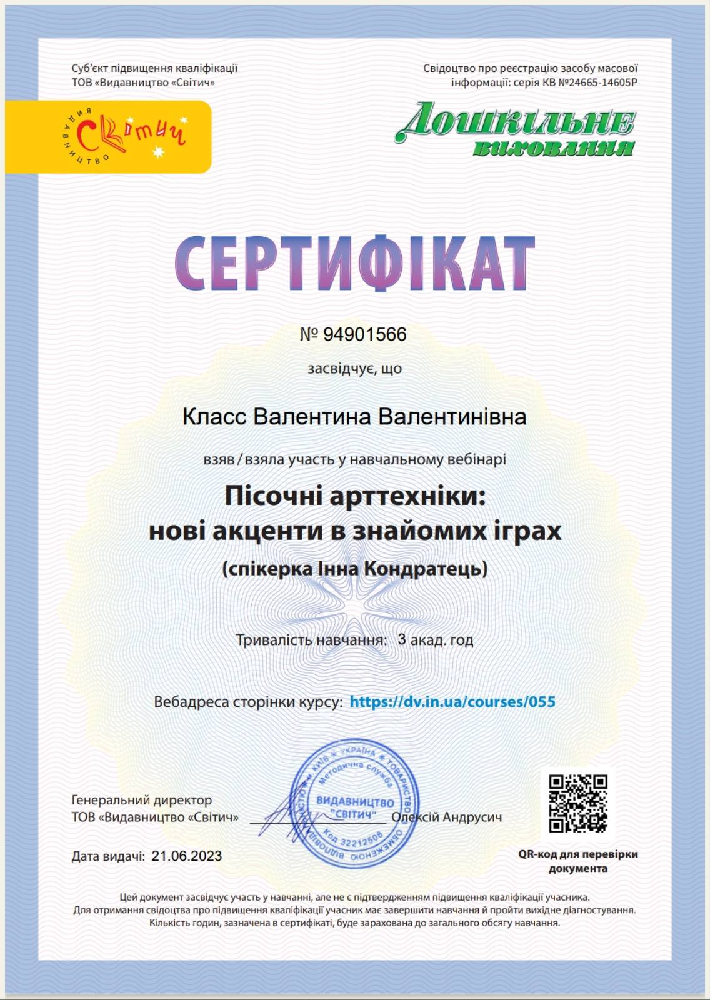 Суб'єкт підвищення кваліфікації
ТОВ «Видавництво «Світич»
Свідоцтво про реєстрацію засобу масової
інформації: серія КВ №24665-14605Р
ВИДАВНИЦТВО
Світич
Дошкільне
виховання
СЕРТИФІКАТ
№ 94901566
засвідчує, що
Класс Валентина Валентинівна
взяв / взяла участь у навчальному вебінарі
Пісочні арттехніки:
нові акценти в знайомих іграх
(спікерка Інна Кондратець)
Тривалість навчання: 3 акад. год
Вебадреса сторінки курсу: https://dv.in.ua/courses/055
Генеральний директор
ТОВ «Видавництво «Світич»
Олексій Андрусич
м. КИЇВ * УКРАЇНА * ТОВАРИСТВО З ОБМЕЖЕНОЮ ВІДПОВІДАЛЬНІСТЮ *
Методична служба
ВИДАВНИЦТВО
"СВІТИЧ"
Код 32212508
Дата видачі: 21.06.2023
QR-код для перевірки
документа
Цей документ засвідчує участь у навчанні, але не є підтвердженням підвищення кваліфікації учасника.
Для отримання свідоцтва про підвищення кваліфікації учасник має завершити навчання й пройти вихідне діагностування.
Кількість годин, зазначена в сертифікаті, буде зарахована до загального обсягу навчання.